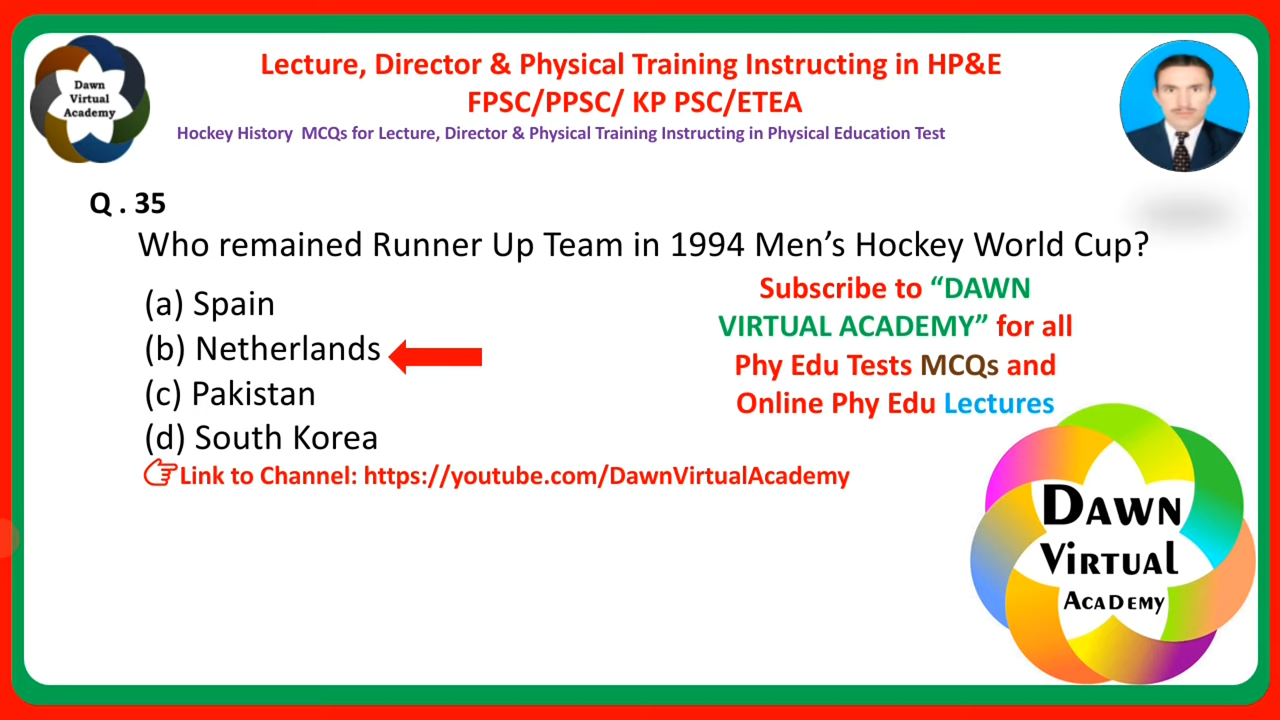 Dawn
Virtual
Academy
Lecture, Director & Physical Training Instructing in HP&E
FPSC/PPSC/ KP PSC/ETEA
Hockey History  MCQs for Lecture, Director & Physical Training Instructing in Physical Education Test
Q . 35
Who remained Runner Up Team in 1994 Men’s Hockey World Cup?
(a) Spain
(b) Netherlands
(c) Pakistan
(d) South Korea
Subscribe to “DAWN
VIRTUAL ACADEMY” for all
Phy Edu Tests MCQs and
Online Phy Edu Lectures
Link to Channel: https://youtube.com/DawnVirtualAcademy
DAWN
VIRTUAL
ACADEMY